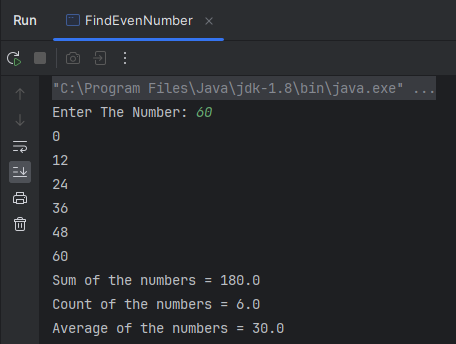 Run FindEvenNumber
"C:\Program Files\Java\jdk-1.8\bin\java.exe" ...
Enter The Number: 60
0
12
24
36
48
60
Sum of the numbers = 180.0
Count of the numbers = 6.0
Average of the numbers = 30.0